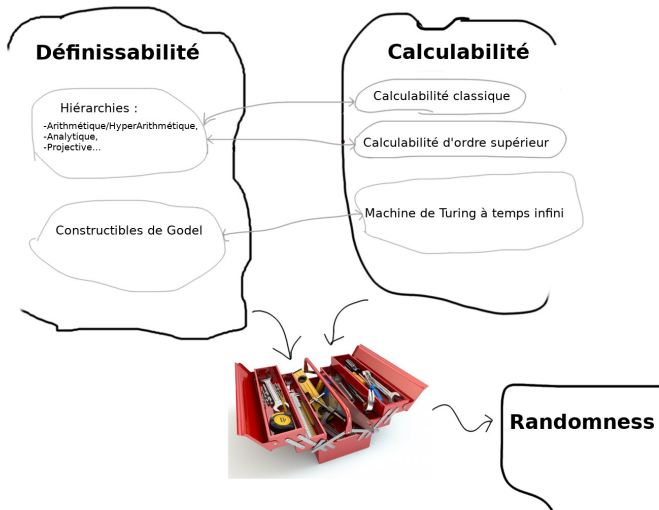 Définissabilité
Hiérarchies :
-Arithmétique/HyperArithmétique,
-Analytique,
-Projective...
Constructibles de Godel
Calculabilité
Calculabilité classique
Calculabilité d'ordre supérieur
Machine de Turing à temps infini
Randomness